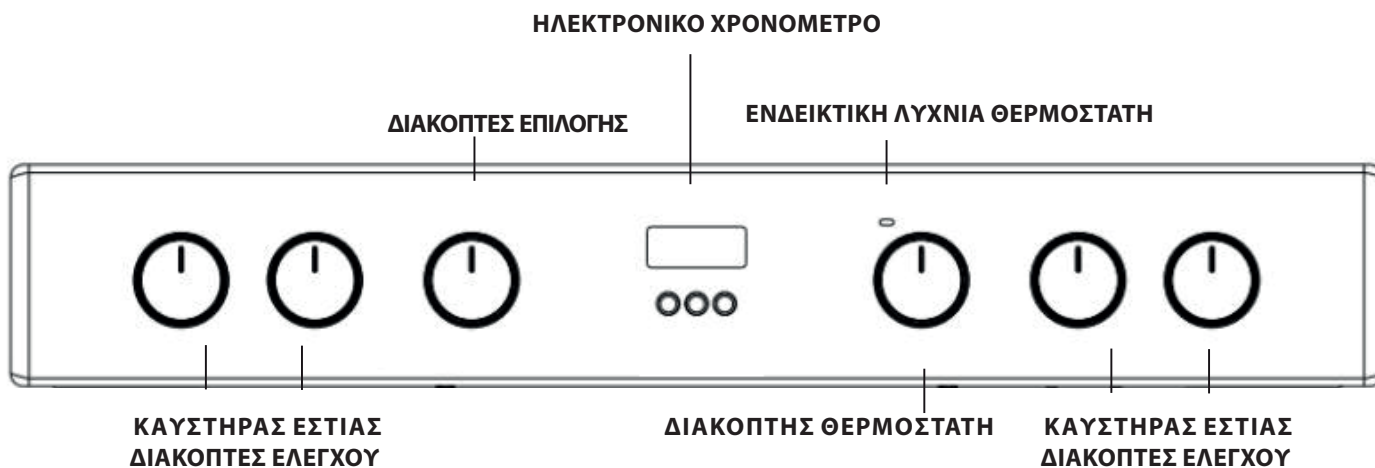 ΗΛΕΚΤΡΟΝΙΚΟ ΧΡΟΝΟΜΕΤΡΟ
ΔΙΑΚΟΠΤΕΣ ΕΠΙΛΟΓΗΣ
ΕΝΔΕΙΚΤΙΚΗ ΛΥΧΝΙΑ ΘΕΡΜΟΣΤΑΤΗ
ΚΑΥΣΤΗΡΑΣ ΕΣΤΙΑΣ
ΔΙΑΚΟΠΤΕΣ ΕΛΕΓΧΟΥ
ΔΙΑΚΟΠΤΗΣ ΘΕΡΜΟΣΤΑΤΗ
ΚΑΥΣΤΗΡΑΣ ΕΣΤΙΑΣ
ΔΙΑΚΟΠΤΕΣ ΕΛΕΓΧΟΥ